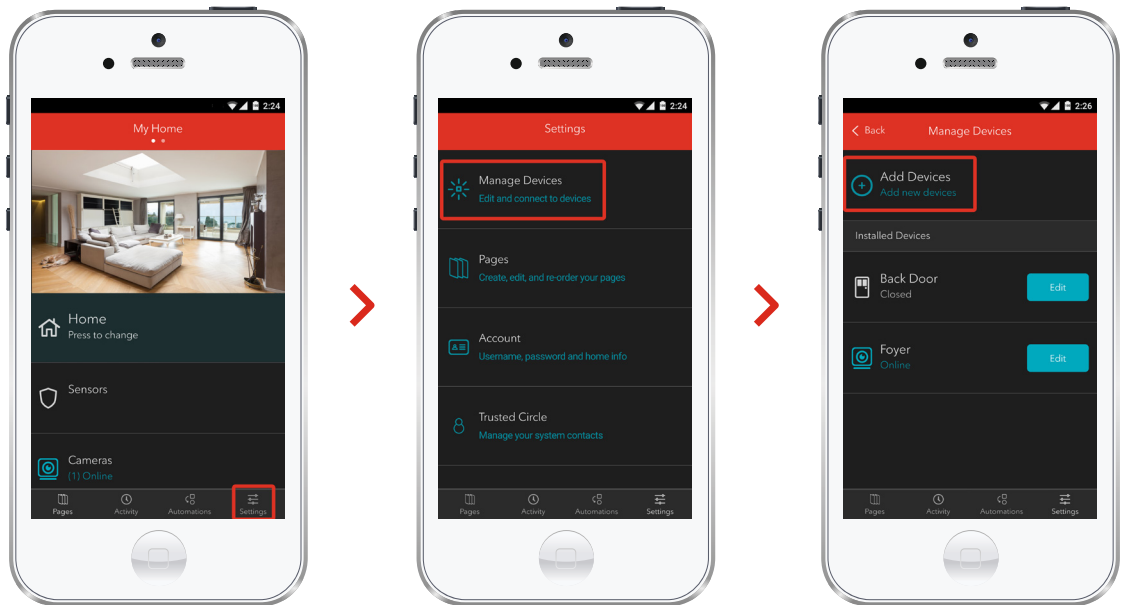 2:24
My Home
Home
Press to change
Sensors
Cameras
(1) Online
Pages
Activity
Automations
Settings
2:24
Settings
Manage Devices
Edit and connect to devices
Pages
Create, edit, and re-order your pages
Account
Username, password and home info
Trusted Circle
Manage your system contacts
Pages
Activity
Automations
Settings
2:26
Back
Manage Devices
Add Devices
Add new devices
Installed Devices
Back Door
Closed
Edit
Foyer
Online
Edit
Pages
Activity
Automations
Settings